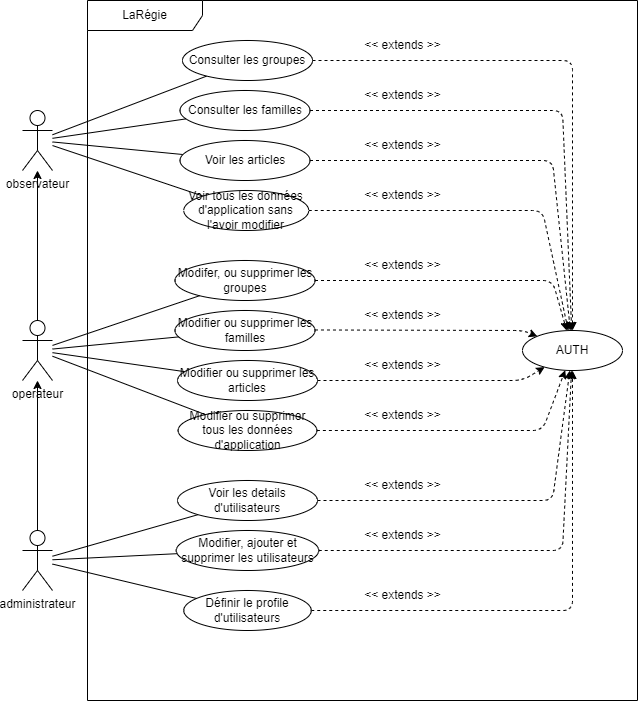 LaRégie
Consulter les groupes
<< extends >>
Consulter les familles
<< extends >>
Voir les articles
<< extends >>
observateur
Voir tous les données
d'application sans
l'avoir modifier
<< extends >>
Modifer, ou supprimer les
groupes
<< extends >>
Modifier ou supprimer les
familles
<< extends >>
AUTH
operateur
Modifier ou supprimer les
articles
<< extends >>
Modifier ou supprimer
tous les données
d'application
<< extends >>
Voir les details
d'utilisateurs
<< extends >>
Modifier, ajouter et
supprimer les utilisateurs
<< extends >>
administrateur
Définir le profile
d'utilisateurs
<< extends >>